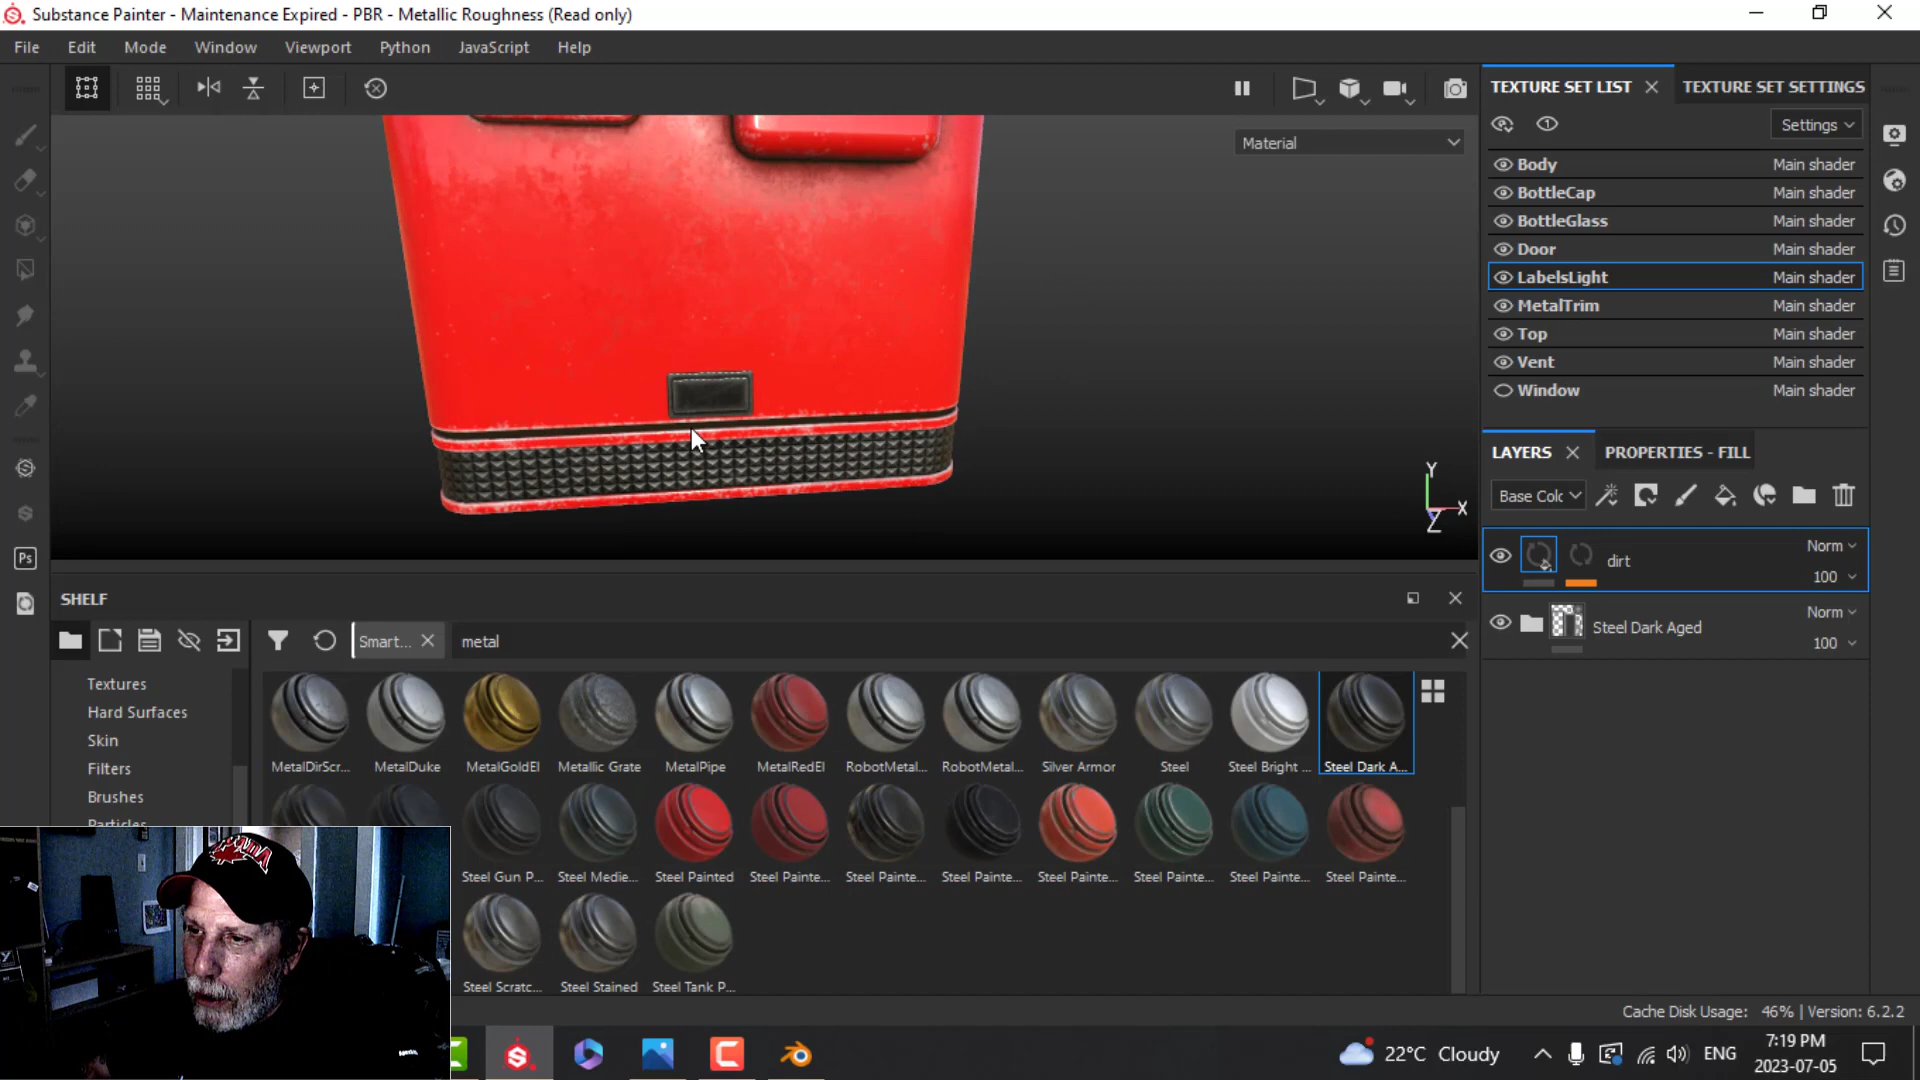 Substance Painter - Maintenance Expired - PBR - Metallic Roughness (Read only)
File Edit Mode Window Viewport Python JavaScript Help
TEXTURE SET LIST
TEXTURE SET SETTINGS
Settings
Material
Body Main shader
BottleCap Main shader
BottleGlass Main shader
Door Main shader
LabelsLight Main shader
MetalTrim Main shader
Top Main shader
Vent Main shader
Window Main shader
Y
X
Z
LAYERS
PROPERTIES - FILL
Base Colc
dirt
Norm
100
Steel Dark Aged
Norm
100
SHELF
Smart...
metal
Textures
Hard Surfaces
Skin
Filters
Brushes
Particles
MetalDirScr... MetalDuke MetalGoldEl Metallic Grate MetalPipe MetalRedEl RobotMetal... RobotMetal... Silver Armor Steel Steel Bright ... Steel Dark A...
Steel Gun P... Steel Medie... Steel Painted Steel Painte... Steel Painte... Steel Painte... Steel Painte... Steel Painte... Steel Painte... Steel Painte...
Steel Scratc... Steel Stained Steel Tank P...
Cache Disk Usage: 46% | Version: 6.2.2
Ps
22°C Cloudy
ENG
7:19 PM
2023-07-05